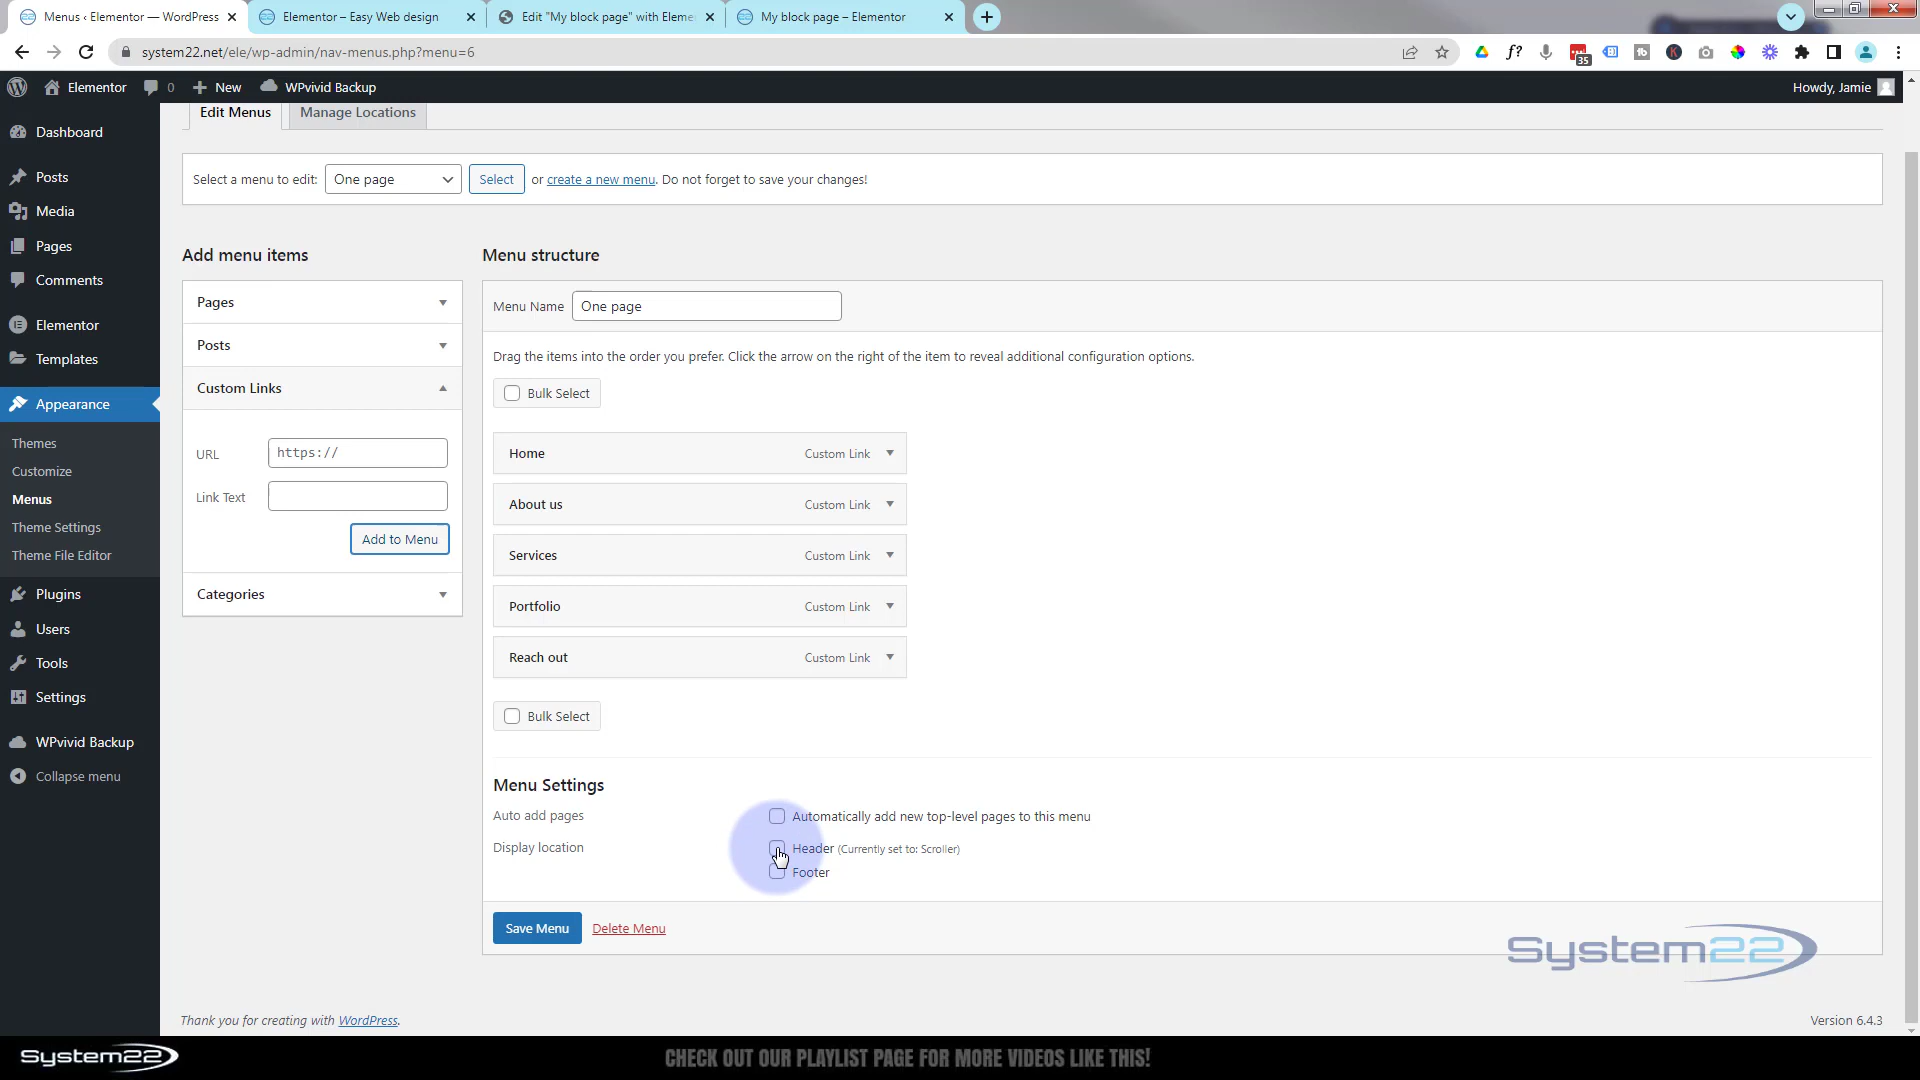 Menus ‹ Elementor — WordPress
Elementor – Easy Web design
Edit "My block page" with Eleme
My block page – Elementor
system22.net/ele/wp-admin/nav-menus.php?menu=6
f?
35
K
Elementor
0
New
WPvivid Backup
Howdy, Jamie
Edit Menus
Manage Locations
Dashboard
Posts
Media
Pages
Comments
Elementor
Templates
Appearance
Themes
Customize
Menus
Theme Settings
Theme File Editor
Plugins
Users
Tools
Settings
WPvivid Backup
Collapse menu
Select a menu to edit:
One page
Select
or create a new menu. Do not forget to save your changes!
Add menu items
Pages
Posts
Custom Links
URL
https://
Link Text
Add to Menu
Categories
Menu structure
Menu Name
One page
Drag the items into the order you prefer. Click the arrow on the right of the item to reveal additional configuration options.
Bulk Select
Home Custom Link
About us Custom Link
Services Custom Link
Portfolio Custom Link
Reach out Custom Link
Bulk Select
Menu Settings
Auto add pages
Automatically add new top-level pages to this menu
Display location
Header (Currently set to: Scroller)
Footer
Save Menu
Delete Menu
System22
Thank you for creating with WordPress.
Version 6.4.3
System22
CHECK OUT OUR PLAYLIST PAGE FOR MORE VIDEOS LIKE THIS!